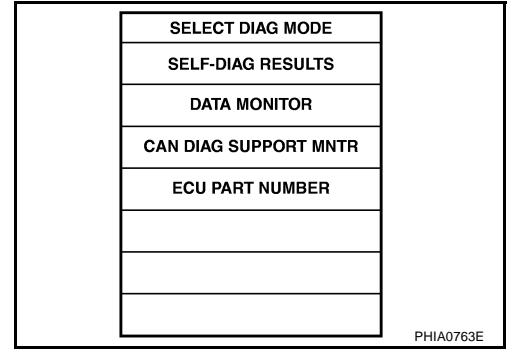 SELECT DIAG MODE
SELF-DIAG RESULTS
DATA MONITOR
CAN DIAG SUPPORT MNTR
ECU PART NUMBER
PHIA0763E